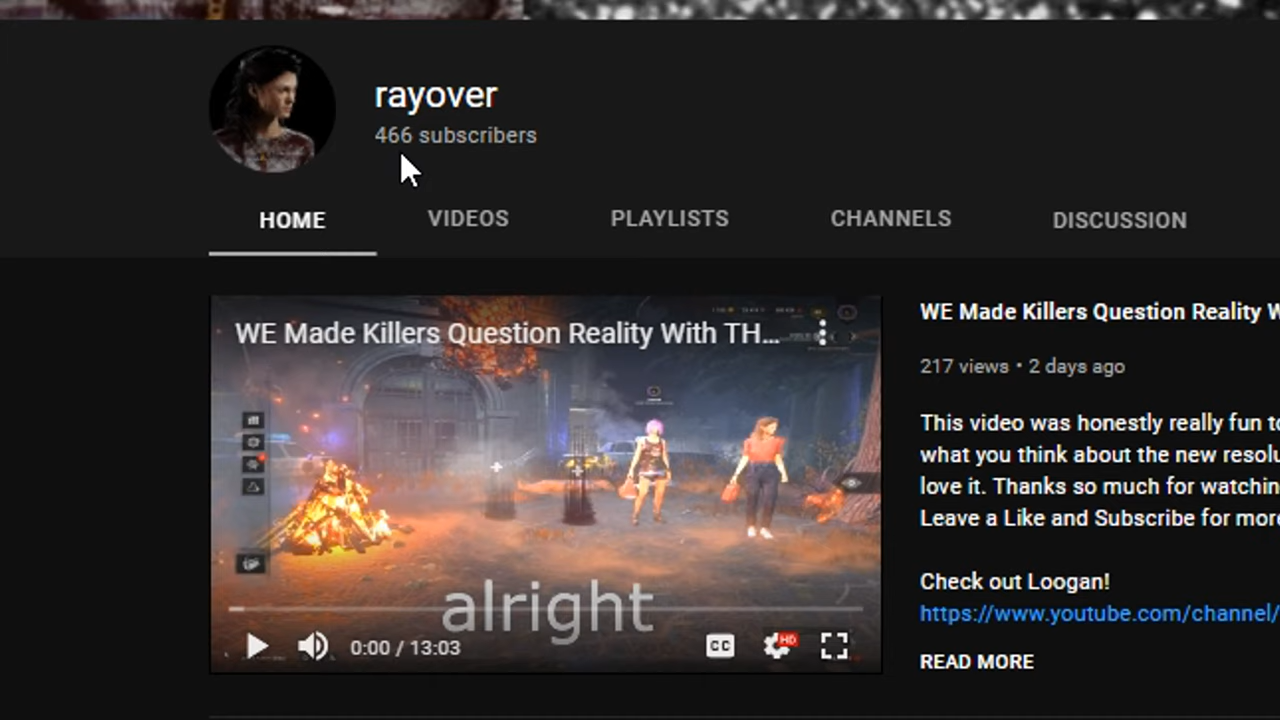 rayover
466 subscribers
HOME VIDEOS PLAYLISTS CHANNELS DISCUSSION
WE Made Killers Question Reality With TH...
alright
0:00 / 13:03
CC HD
WE Made Killers Question Reality W
217 views • 2 days ago
This video was honestly really fun to
what you think about the new resolu
love it. Thanks so much for watchin
Leave a Like and Subscribe for more
Check out Loogan!
https://www.youtube.com/channel/
READ MORE